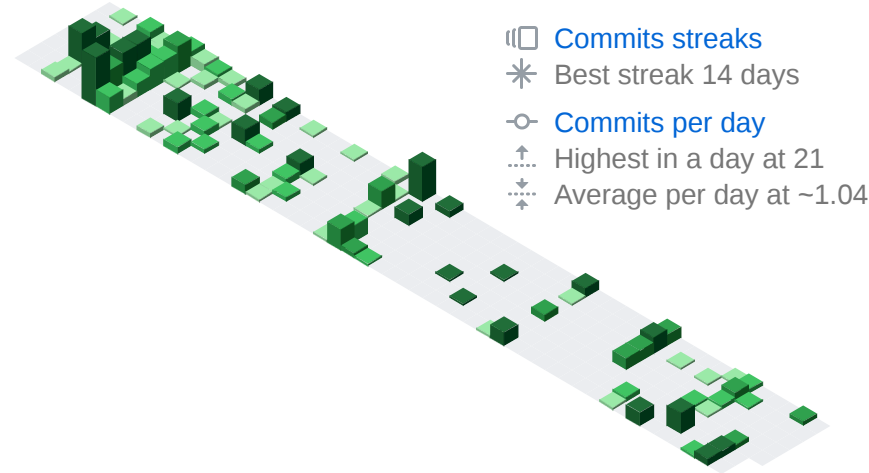 Commits streaks
Best streak 14 days
Commits per day
Highest in a day at 21
Average per day at ~1.04